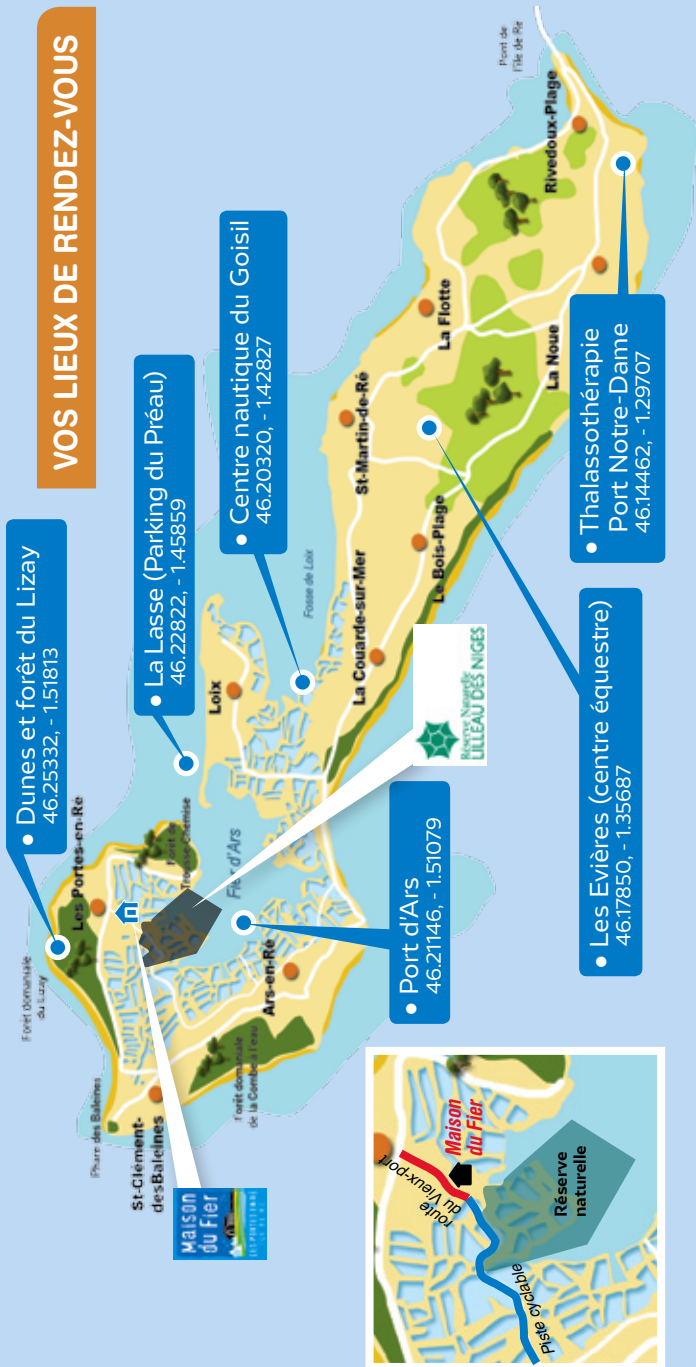 VOS LIEUX DE RENDEZ-VOUS
• Dunes et forêt du Lizay
46.25332, - 1.51813
• La Lasse (Parking du Préau)
46.22822, - 1.45859
• Centre nautique du Goisil
46.20320, - 1.42827
Forêt domaniale
du Lizay
Phare des Baleines
Les Portes-en-Ré
Forêt de
Trousse-Chemise
St-Clément-
desBaleines
Fier d'Ars
Ars-en-Ré
Forêt domaniale
de la Combe à l'eau
Loix
Fosse de Loix
La Couarde-sur-Mer
St-Martin-de-Ré
Le Bois-Plage
La Flotte
La Noue
Rivedoux-Plage
Pont de
l'île de Ré
Maison
du Fier
Réserve Naturelle
LILLEAU DES NIGES
• Port d'Ars
46.21146, - 1.51079
• Les Evières (centre équestre)
46.17850, - 1.35687
• Thalassothérapie
Port Notre-Dame
46.14462, - 1.29707
route
du Vieux-port
Maison
du Fier
Piste cyclable
Réserve
naturelle